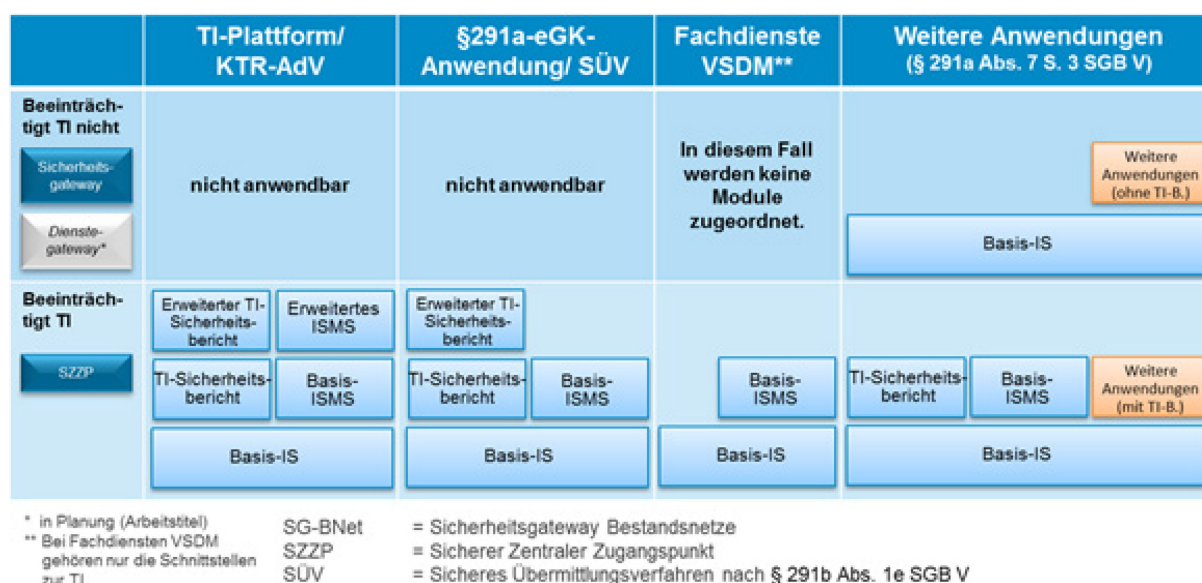 TI-Plattform/
KTR-AdV
§291a-eGK-
Anwendung/ SÜV
Fachdienste
VSDM**
Weitere Anwendungen
(§ 291a Abs. 7 S. 3 SGB V)
Beeinträch-
tigt TI nicht
Sicherheits-
gateway
Dienste-
gateway*
nicht anwendbar
nicht anwendbar
In diesem Fall
werden keine
Module
zugeordnet.
Weitere
Anwendungen
(ohne TI-B.)
Basis-IS
Beeinträch-
tigt TI
SZZP
Erweiterter TI-
Sicherheits-
bericht
Erweitertes
ISMS
TI-Sicherheits-
bericht
Basis-
ISMS
Basis-IS
Erweiterter TI-
Sicherheits-
bericht
TI-Sicherheits-
bericht
Basis-
ISMS
Basis-IS
Basis-
ISMS
Basis-IS
TI-Sicherheits-
bericht
Basis-
ISMS
Weitere
Anwendungen
(mit TI-B.)
Basis-IS
* in Planung (Arbeitstitel)
** Bei Fachdiensten VSDM
gehören nur die Schnittstellen
zur TI
SG-BNet = Sicherheitsgateway Bestandsnetze
SZZP = Sicherer Zentraler Zugangspunkt
SÜV = Sicheres Übermittlungsverfahren nach § 291b Abs. 1e SGB V